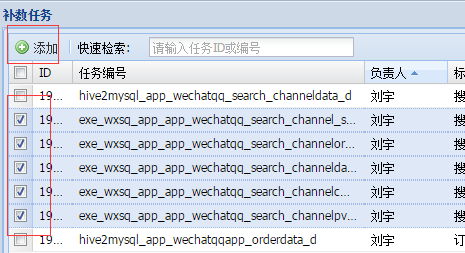 补数任务
添加 快速检索: 请输入任务ID或编号
ID 任务编号 负责人 标
19... hive2mysql_app_wechatqq_search_channeldata_d 刘宇 搜
19... exe_wxsq_app_app_wechatqq_search_channel_s... 刘宇 搜
19... exe_wxsq_app_app_wechatqq_search_channelor... 刘宇 搜
19... exe_wxsq_app_app_wechatqq_search_channelda... 刘宇 搜
19... exe_wxsq_app_app_wechatqq_search_channelc... 刘宇 搜
19... exe_wxsq_app_app_wechatqq_search_channelpv... 刘宇 搜
19... hive2mysql_app_wechatqqapp_orderdata_d 刘宇 订